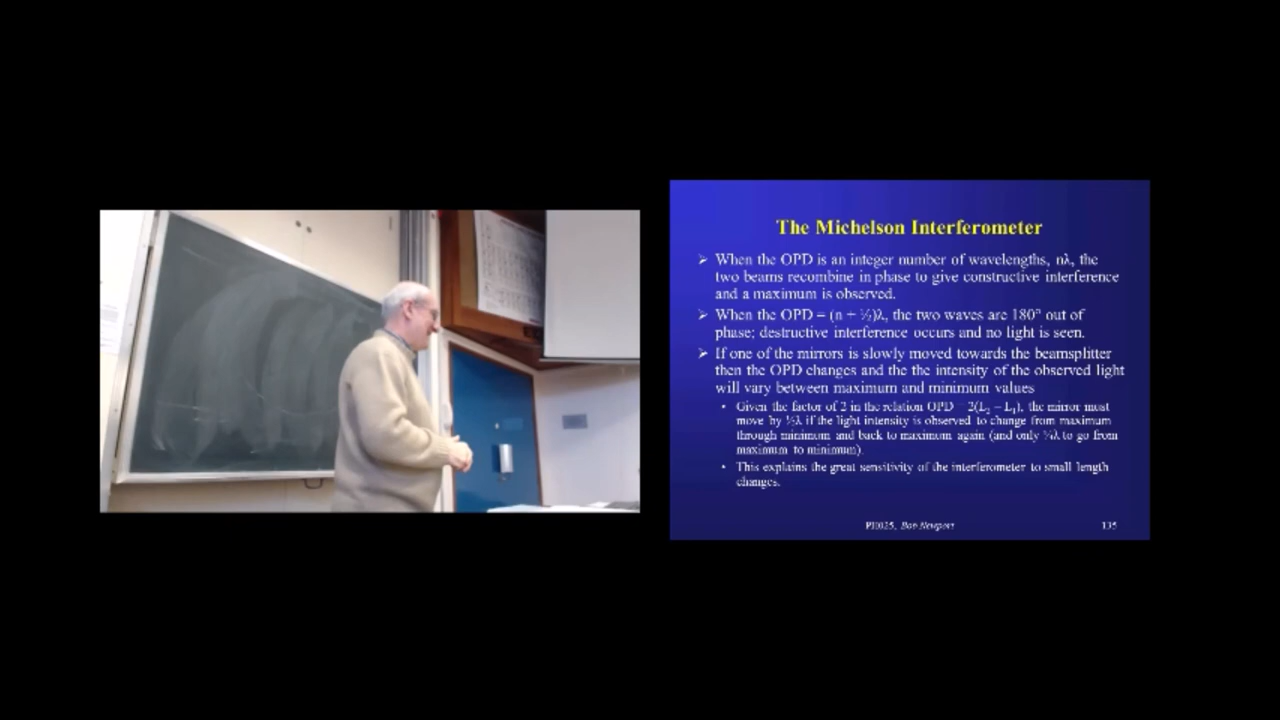 The Michelson Interferometer
➢ When the OPD is an integer number of wavelengths, nλ, the
two beams recombine in phase to give constructive interference
and a maximum is observed.
➢ When the OPD = (n + ½)λ, the two waves are 180° out of
phase; destructive interference occurs and no light is seen.
➢ If one of the mirrors is slowly moved towards the beamsplitter
then the OPD changes and the the intensity of the observed light
will vary between maximum and minimum values
• Given the factor of 2 in the relation OPD = 2(L₂ – L₁), the mirror must
move by ½λ if the light intensity is observed to change from maximum
through minimum and back to maximum again (and only ¼λ to go from
maximum to minimum).
• This explains the great sensitivity of the interferometer to small length
changes.
PH025, Bob Newport
135